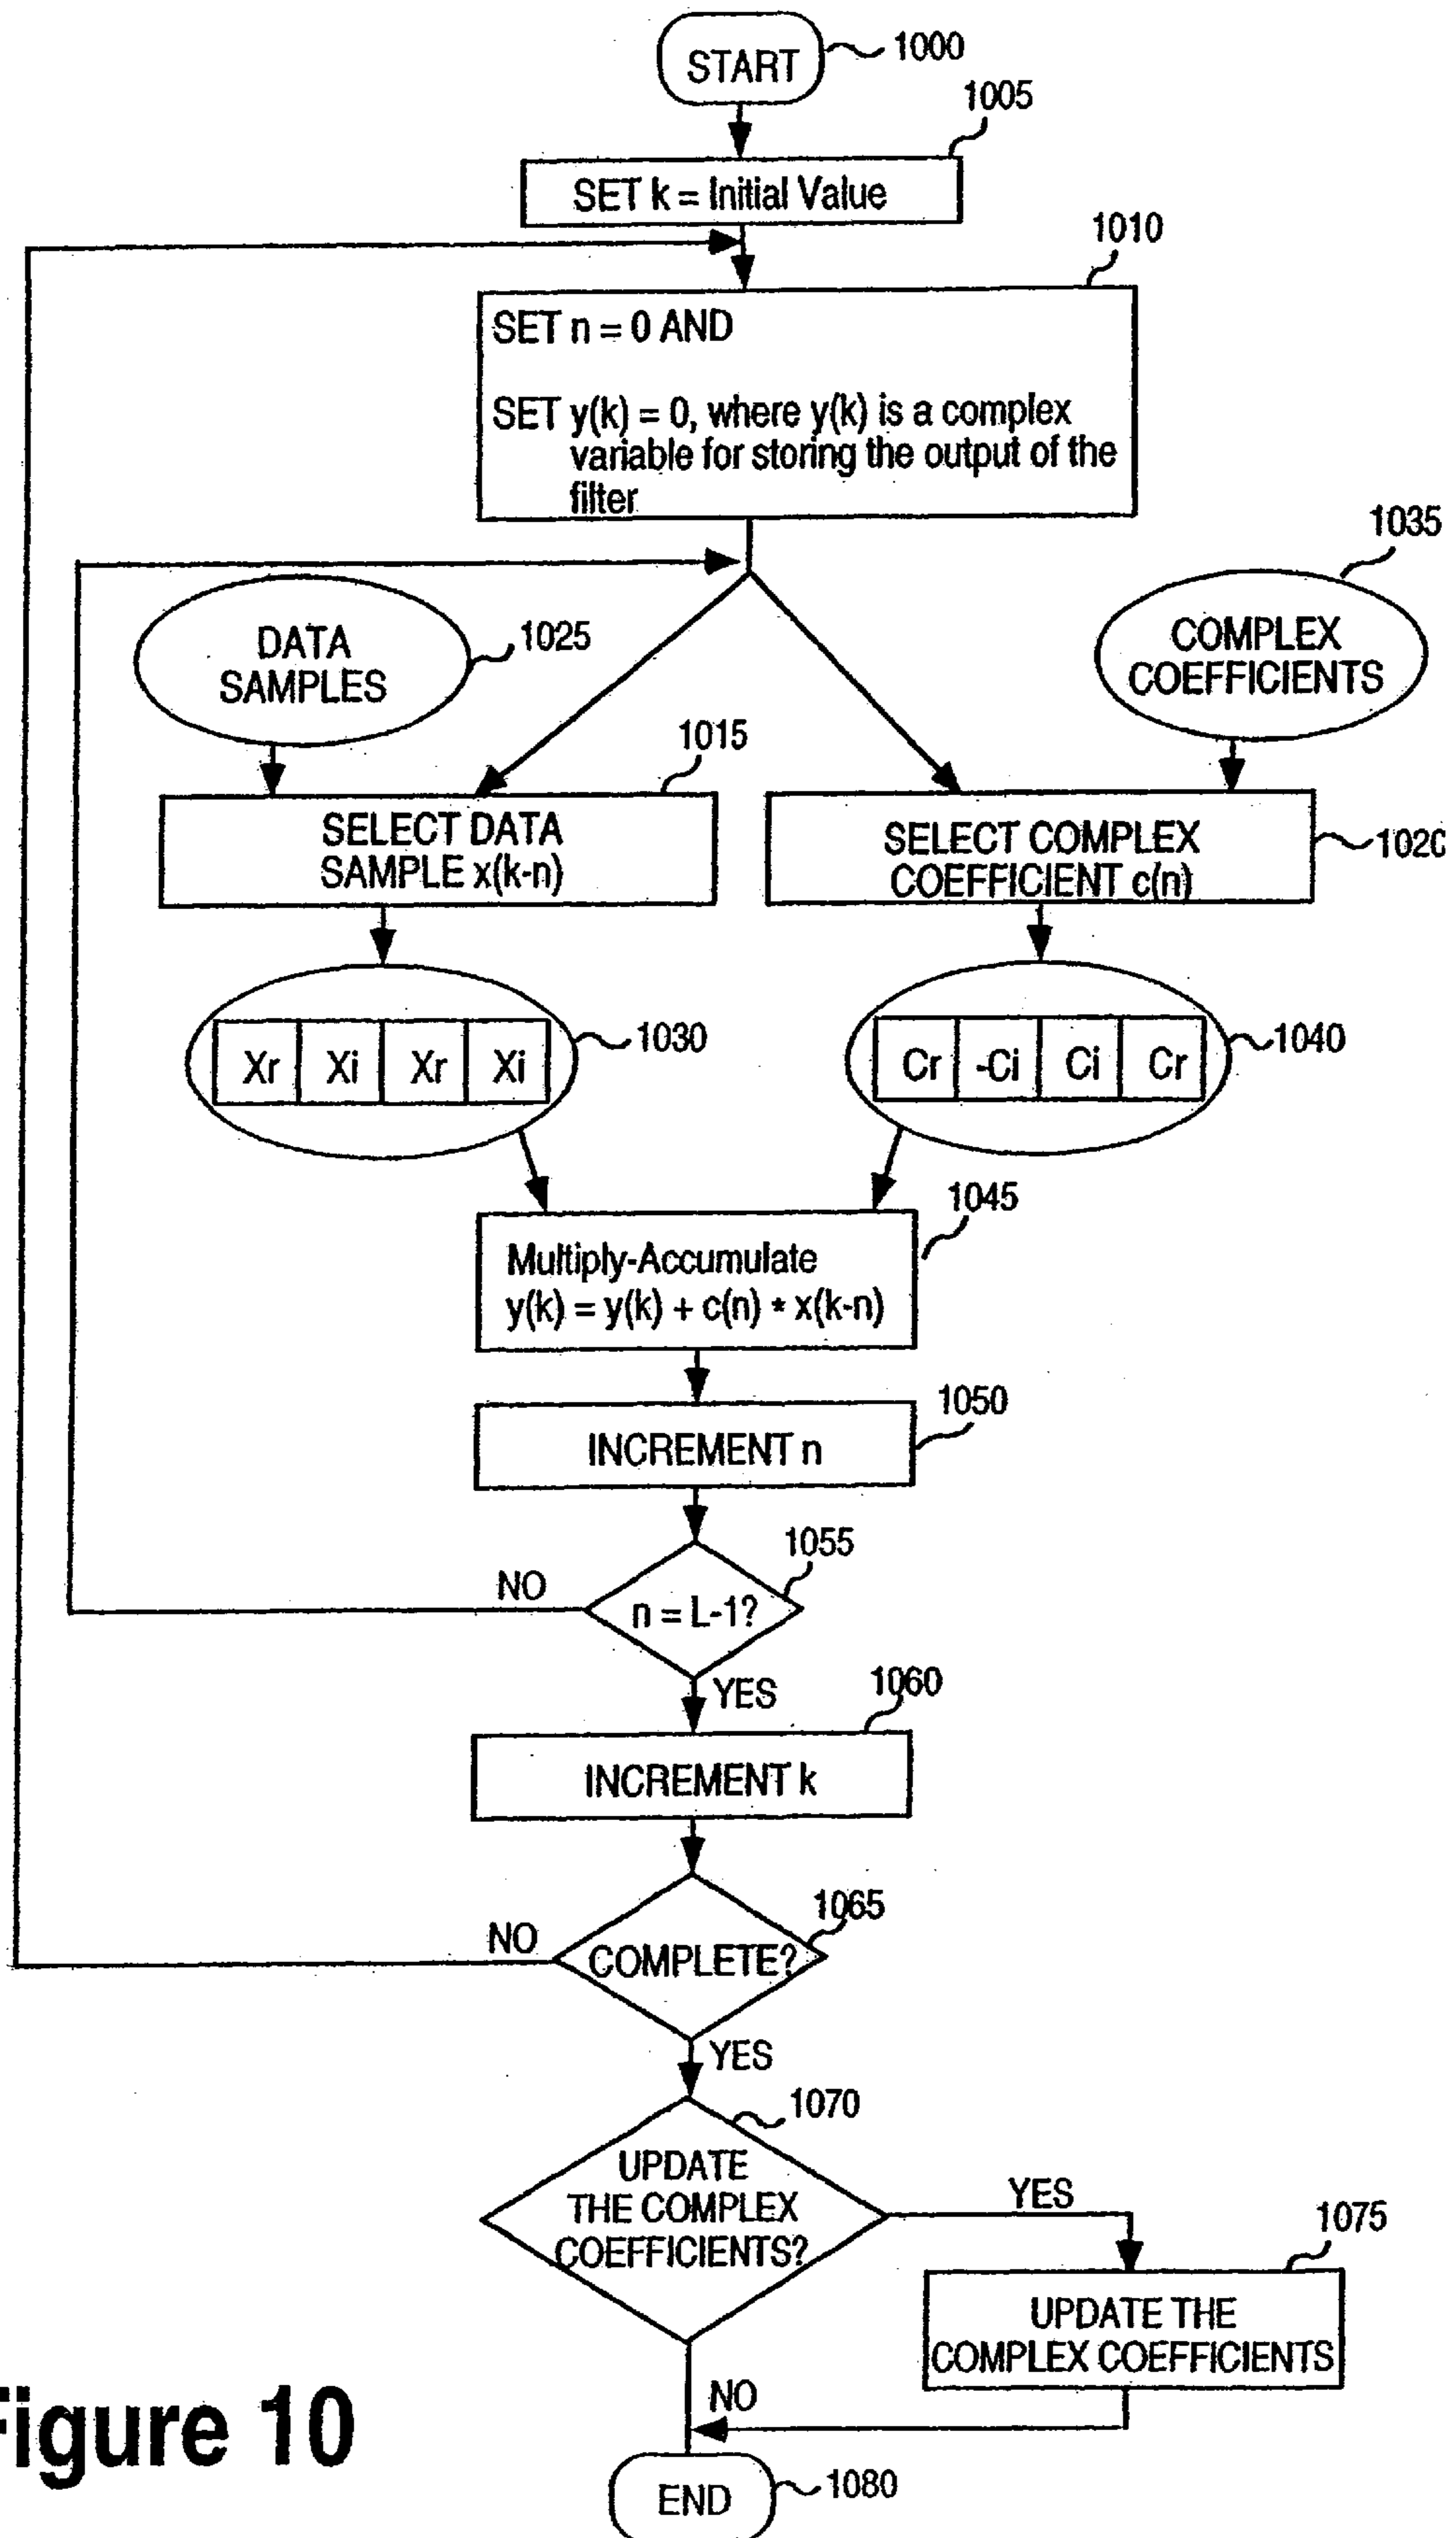 START
1000
1005
SET k = Initial Value
1010
SET n = 0 AND
SET y(k) = 0, where y(k) is a complex
variable for storing the output of the
filter
1035
DATA
SAMPLES
1025
COMPLEX
COEFFICIENTS
1015
SELECT DATA
SAMPLE x(k-n)
SELECT COMPLEX
COEFFICIENT c(n)
1020
Xr Xi Xr Xi
1030
Cr -Ci Ci Cr
1040
1045
Multiply-Accumulate
y(k) = y(k) + c(n) * x(k-n)
1050
INCREMENT n
1055
NO
n = L-1?
YES
1060
INCREMENT k
1065
NO
COMPLETE?
YES
1070
UPDATE
THE COMPLEX
COEFFICIENTS?
YES
1075
UPDATE THE
COMPLEX COEFFICIENTS
NO
Figure 10
END
1080